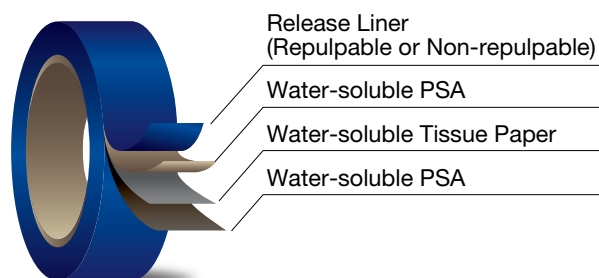 Release Liner
(Repulpable or Non-repulpable)
Water-soluble PSA
Water-soluble Tissue Paper
Water-soluble PSA